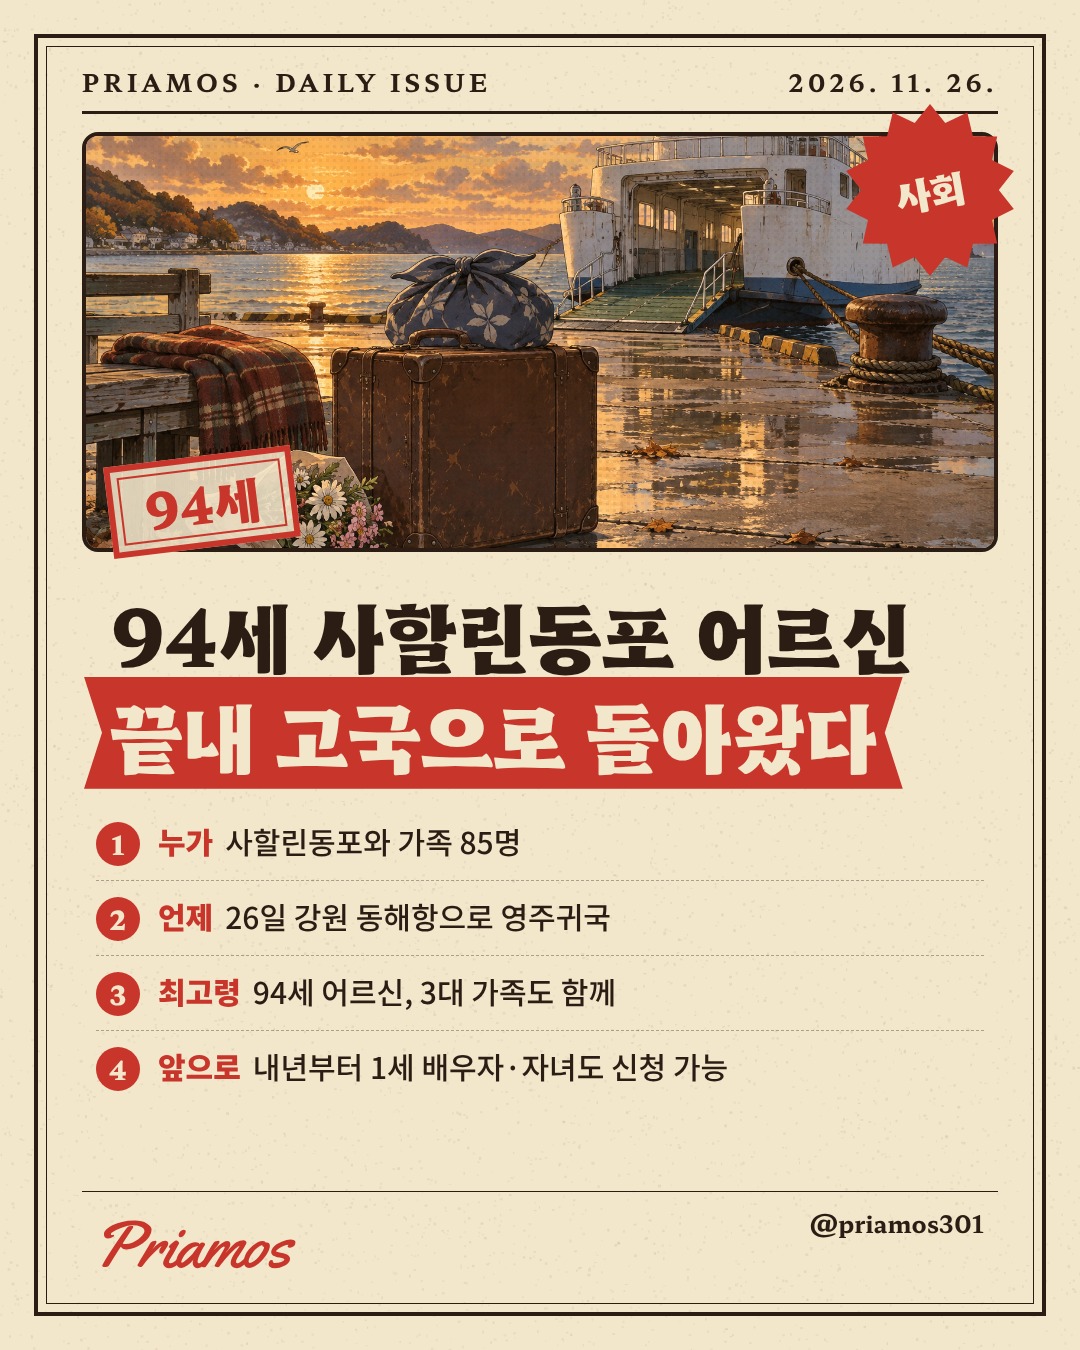 PRIAMOS · DAILY ISSUE
2026. 11. 26.
사회
94세
94세 사할린동포 어르신
끝내 고국으로 돌아왔다
1 누가 사할린동포와 가족 85명
2 언제 26일 강원 동해항으로 영주귀국
3 최고령 94세 어르신, 3대 가족도 함께
4 앞으로 내년부터 1세 배우자·자녀도 신청 가능
Priamos
@priamos301